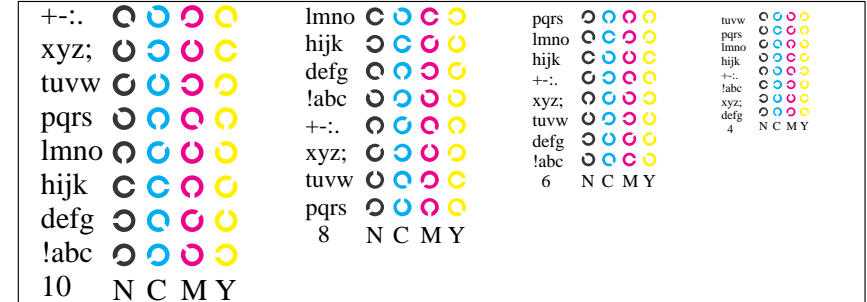 +-:.
xyz;
tuvw
pqrs
lmno
hijk
defg
!abc
10 N C M Y
lmno
hijk
defg
!abc
+-:.
xyz;
tuvw
pqrs
8 N C M Y
pqrs
lmno
hijk
+-:.
xyz;
tuvw
defg
!abc
6 N C M Y
tuvw
pqrs
lmno
hijk
+-:.
!abc
xyz;
defg
4 N C M Y